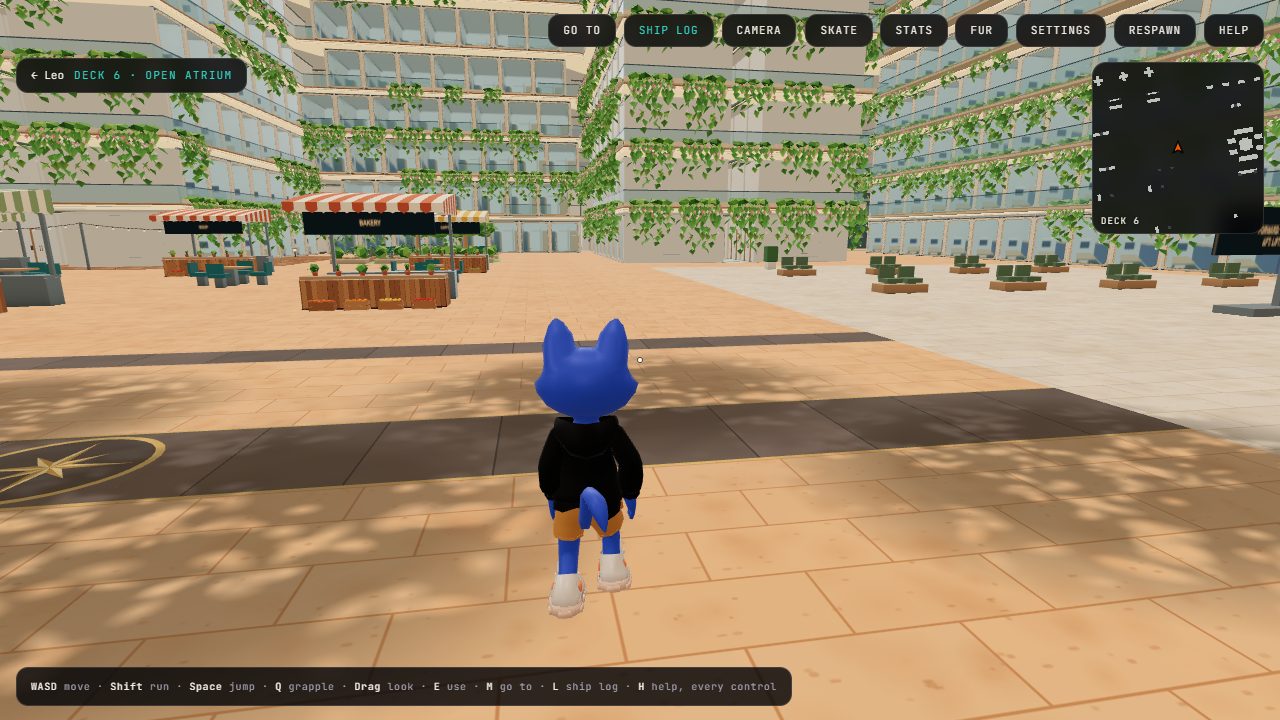 GO TO
SHIP LOG
CAMERA
SKATE
STATS
FUR
SETTINGS
RESPAWN
HELP
← Leo DECK 6 · OPEN ATRIUM
DECK 6
BAKERY
WASD move · Shift run · Space jump · Q grapple · Drag look · E use · M go to · L ship log · H help, every control